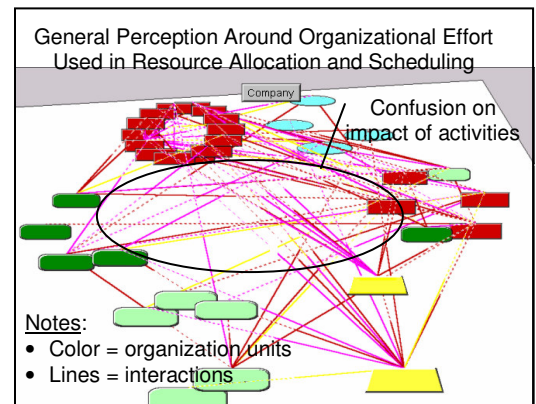 General Perception Around Organizational Effort
Used in Resource Allocation and Scheduling
Company
Confusion on
impact of activities
Notes:
• Color = organization units
• Lines = interactions